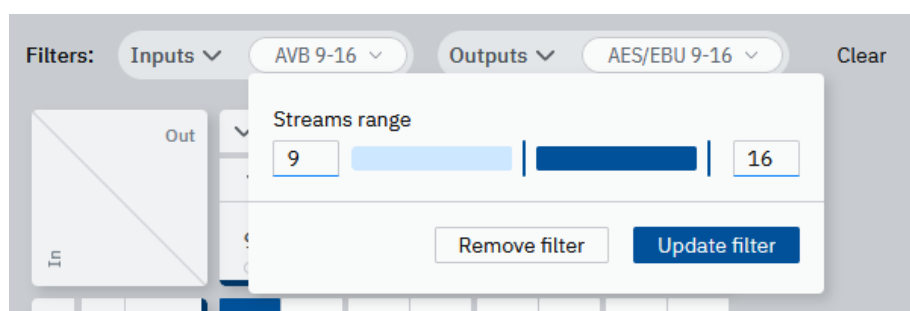 Filters: Inputs AVB 9-16 Outputs AES/EBU 9-16 Clear
Streams range
9 16
Remove filter Update filter
Out
In